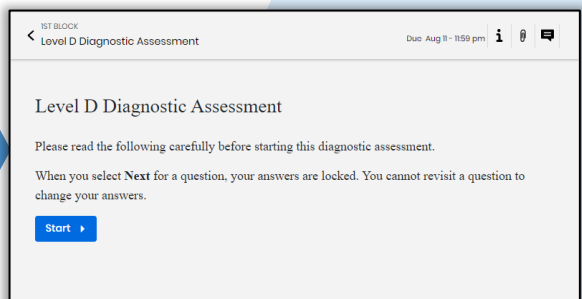 1ST BLOCK
Level D Diagnostic Assessment
Due Aug 11 - 11:59 pm
Level D Diagnostic Assessment
Please read the following carefully before starting this diagnostic assessment.
When you select Next for a question, your answers are locked. You cannot revisit a question to
change your answers.
Start